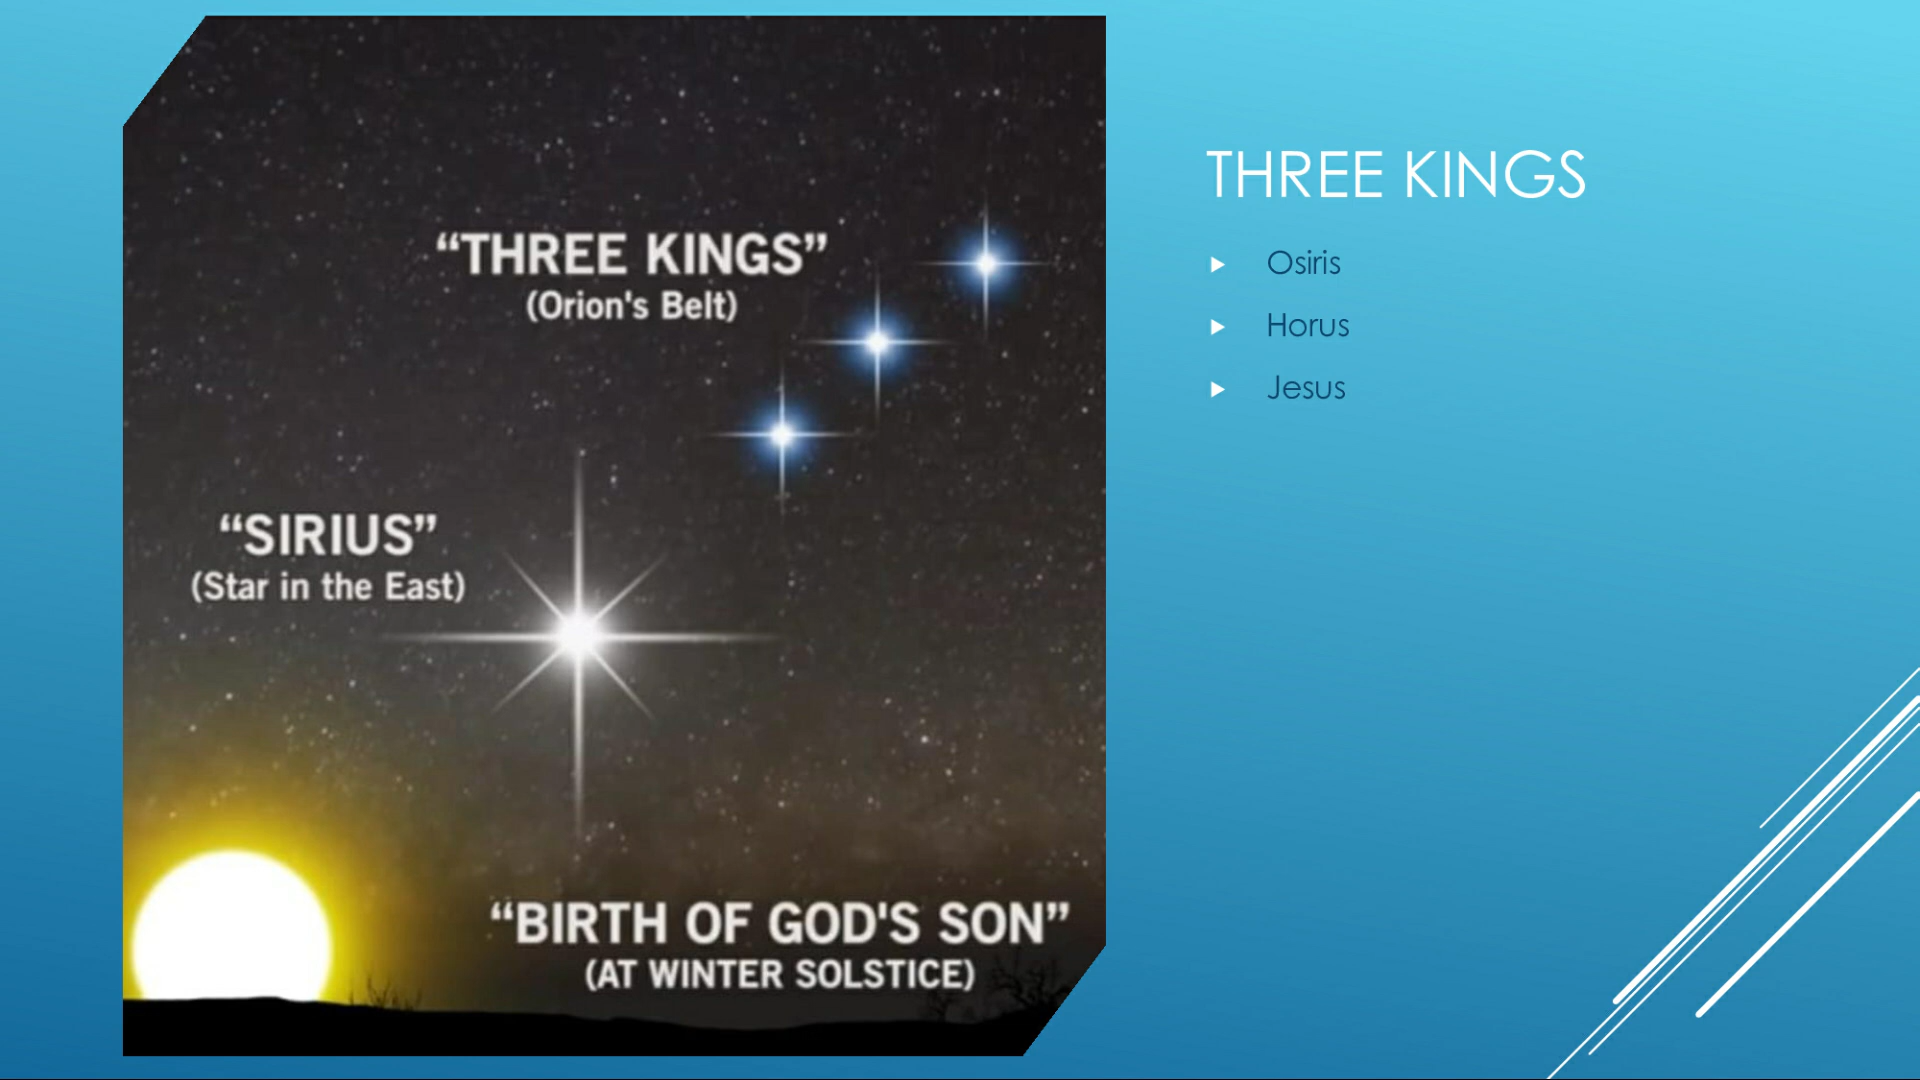 “THREE KINGS”
(Orion's Belt)
“SIRIUS”
(Star in the East)
“BIRTH OF GOD'S SON”
(AT WINTER SOLSTICE)
THREE KINGS
Osiris
Horus
Jesus